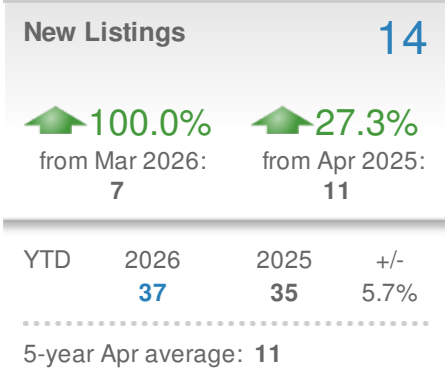 New Listings 14
100.0% 27.3%
from Mar 2026: from Apr 2025:
7 11
YTD 2026 2025 +/-
37 35 5.7%
5-year Apr average: 11